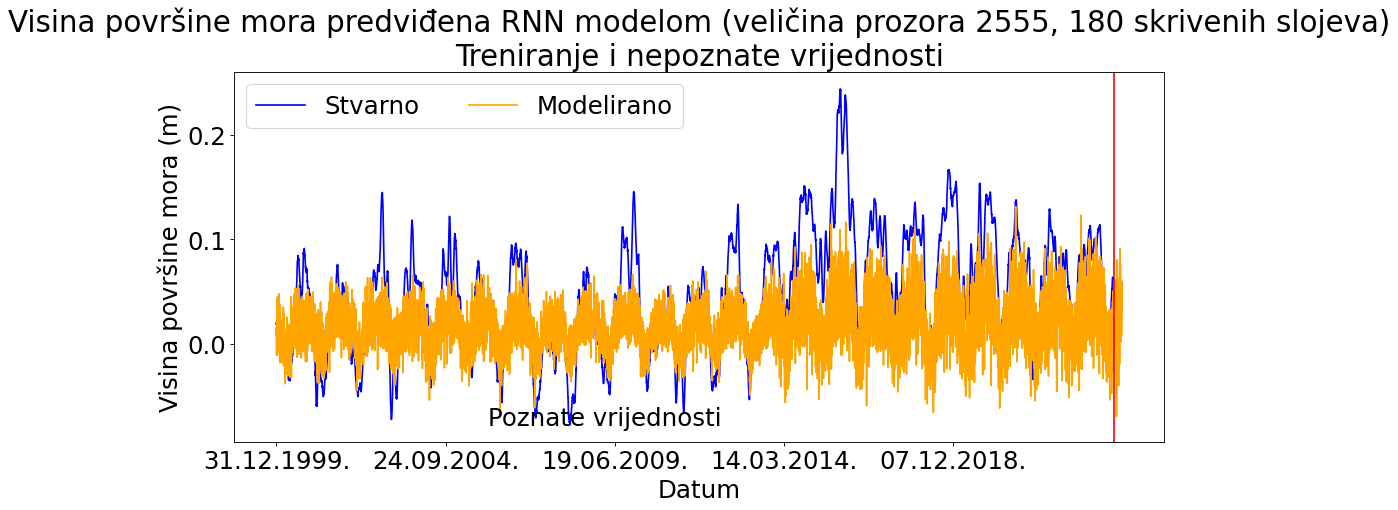 Visina površine mora predviđena RNN modelom (veličina prozora 2555, 180 skrivenih slojeva)
Treniranje i nepoznate vrijednosti
Stvarno
Modelirano
Visina površine mora (m)
0.2
0.1
0.0
Poznate vrijednosti
31.12.1999.
24.09.2004.
19.06.2009.
14.03.2014.
07.12.2018.
Datum